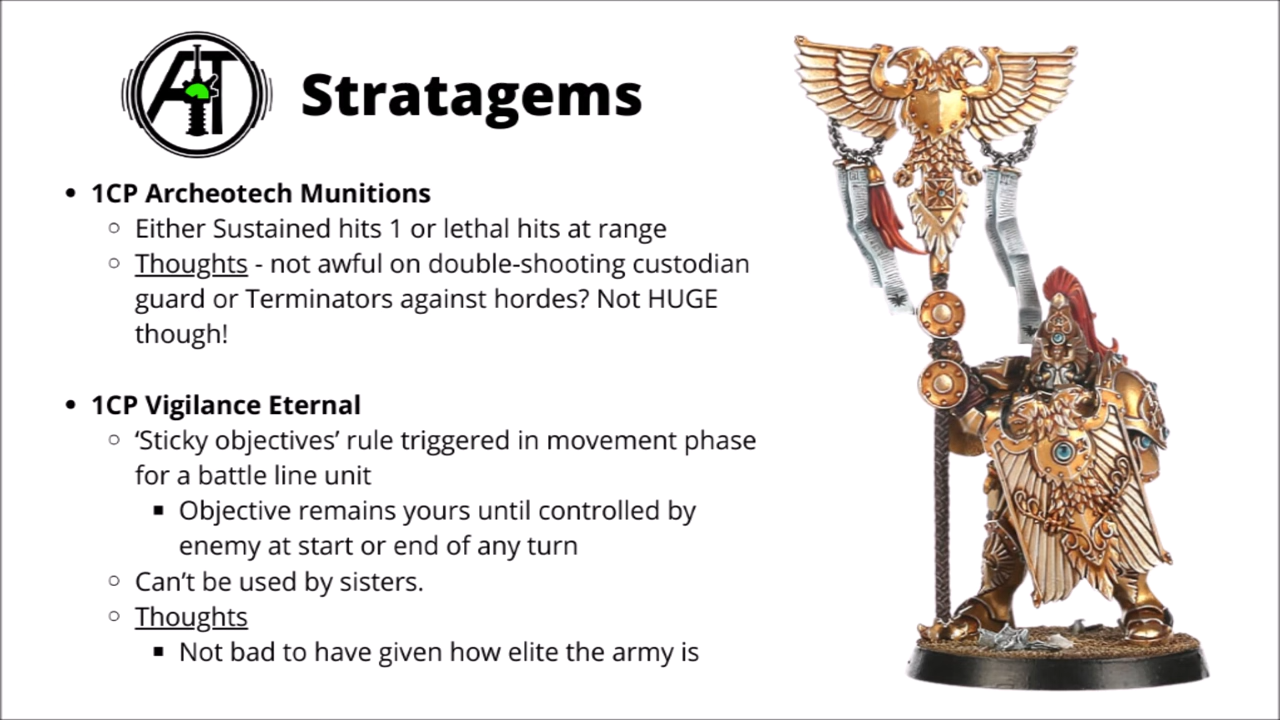 AT
Stratagems
• 1CP Archeotech Munitions
○ Either Sustained hits 1 or lethal hits at range
○ Thoughts - not awful on double-shooting custodian
guard or Terminators against hordes? Not HUGE
though!
• 1CP Vigilance Eternal
○ ‘Sticky objectives’ rule triggered in movement phase
for a battle line unit
▪ Objective remains yours until controlled by
enemy at start or end of any turn
○ Can’t be used by sisters.
○ Thoughts
▪ Not bad to have given how elite the army is